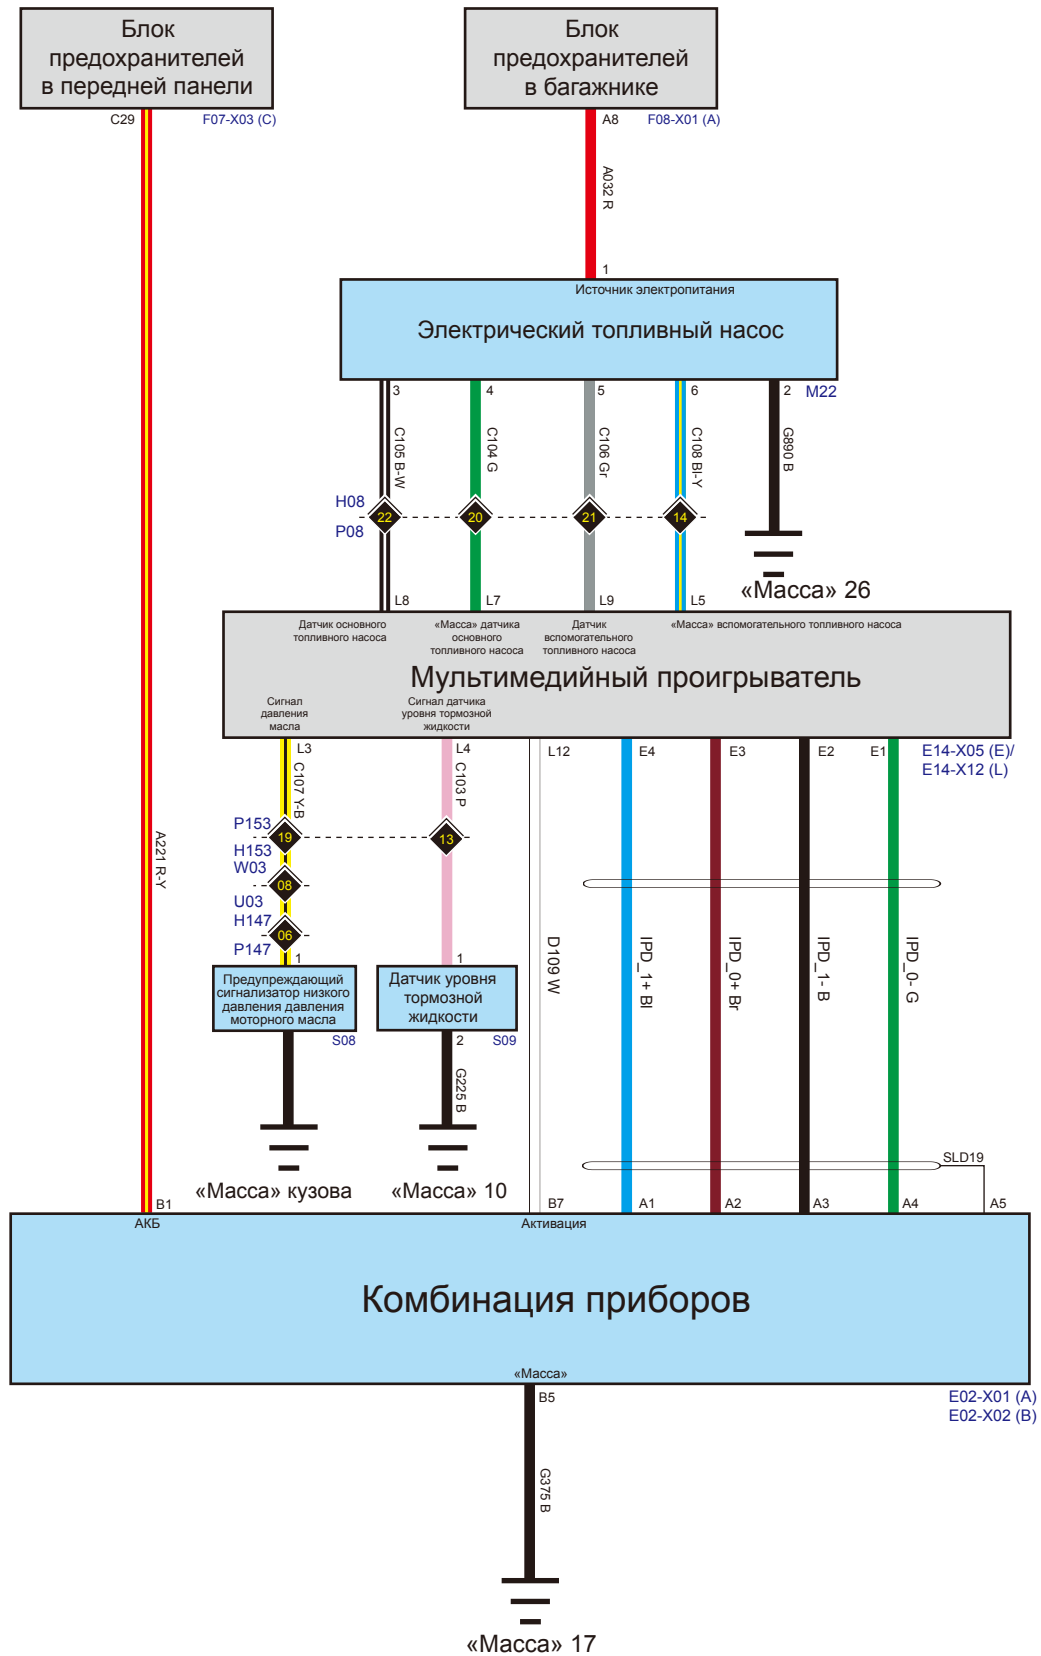 Блок
предохранителей
в передней панели
Блок
предохранителей
в багажнике
C29
F07-X03 (C)
A8
F08-X01 (A)
A032 R
1
Источник электропитания
Электрический топливный насос
3
4
5
6
2
M22
C105 B-W
C104 G
C106 Gr
C108 Bl-Y
G890 B
H08
P08
22
20
21
14
«Масса» 26
L8
L7
L9
L5
Датчик основного
топливного насоса
«Масса» датчика
основного
топливного насоса
Датчик
вспомогательного
топливного насоса
«Масса» вспомогательного топливного насоса
Мультимедийный проигрыватель
Сигнал
давления
масла
Сигнал датчика
уровня тормозной
жидкости
L3
L4
L12
E4
E3
E2
E1
E14-X05 (E)/
E14-X12 (L)
C107 Y-B
C103 P
P153
19
13
H153
W03
08
U03
H147
06
P147
A221 R-Y
D109 W
IPD_1+ Bl
IPD_0+ Br
IPD_1- B
IPD_0- G
1
1
Предупреждающий
сигнализатор низкого
давления давления
моторного масла
Датчик уровня
тормозной
жидкости
S08
2
S09
G225 B
SLD19
«Масса» кузова
«Масса» 10
B1
B7
A1
A2
A3
A4
A5
АКБ
Активация
Комбинация приборов
«Масса»
B5
E02-X01 (A)
E02-X02 (B)
G375 B
«Масса» 17